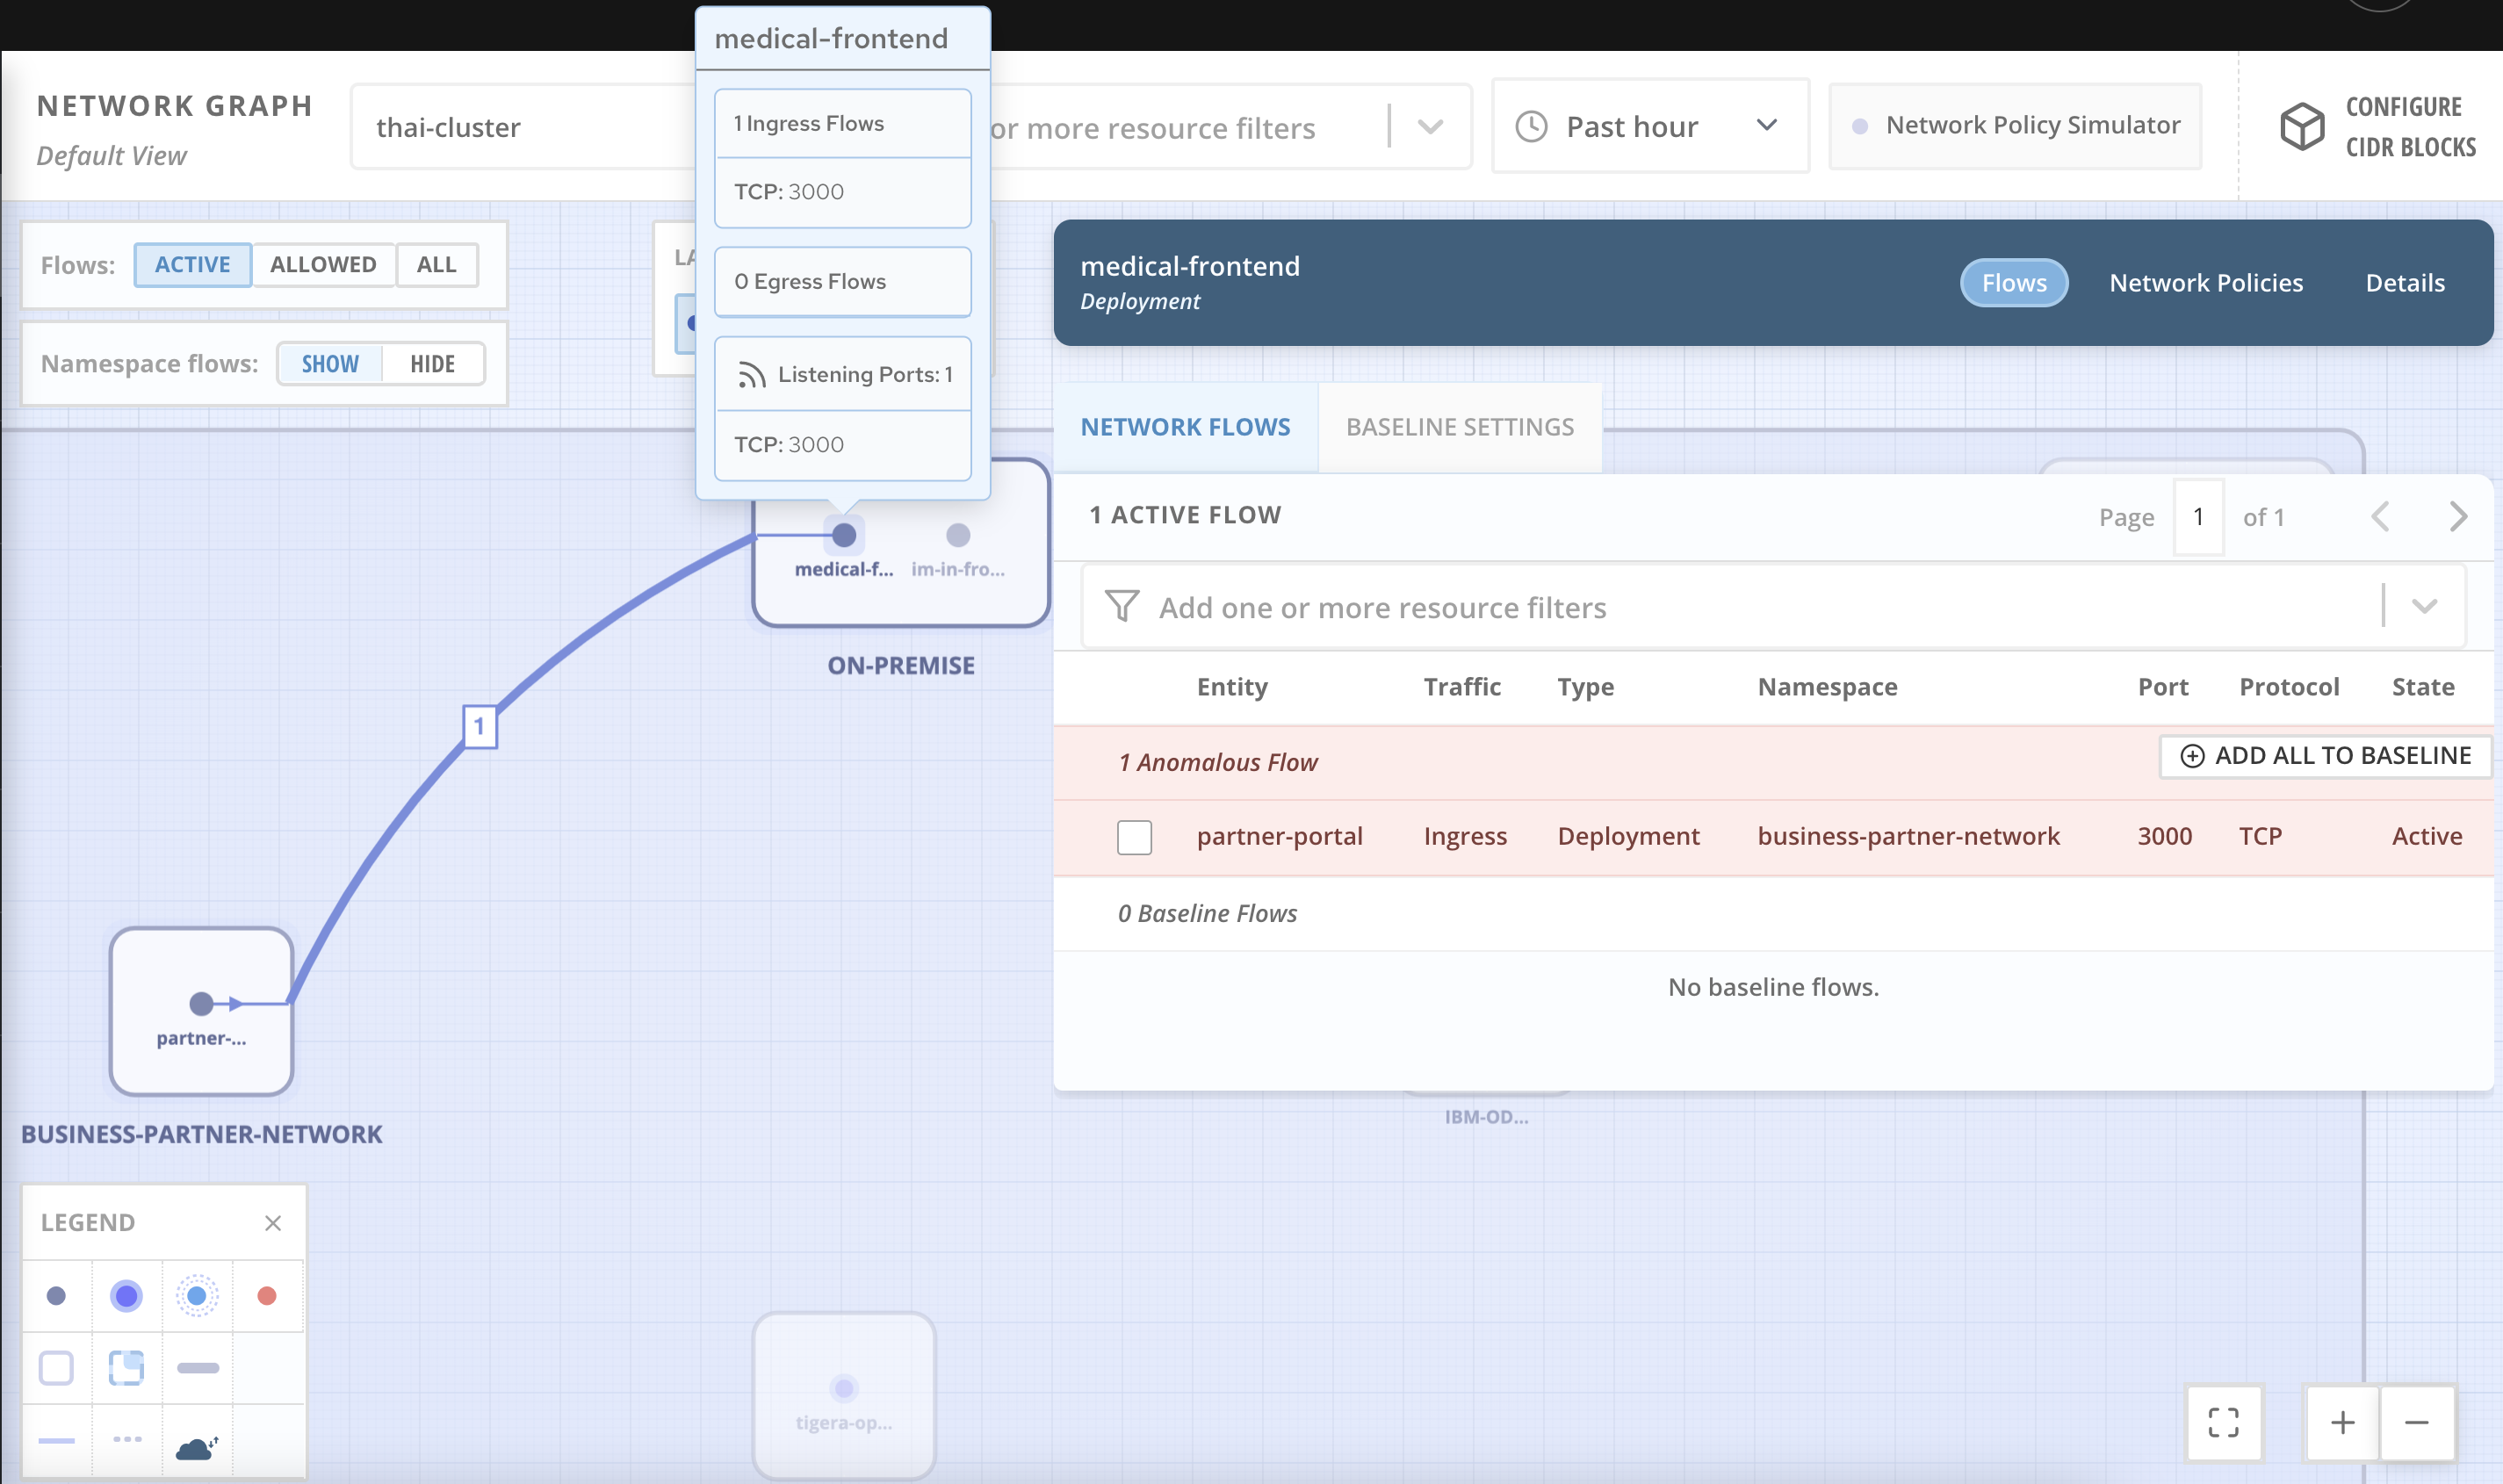 medical-frontend
1 Ingress Flows
TCP: 3000
0 Egress Flows
Listening Ports: 1
TCP: 3000
NETWORK GRAPH
Default View
thai-cluster
or more resource filters
Past hour
Network Policy Simulator
CONFIGURE
CIDR BLOCKS
Flows:
ACTIVE
ALLOWED
ALL
Namespace flows:
SHOW
HIDE
medical-frontend
Deployment
Flows
Network Policies
Details
NETWORK FLOWS
BASELINE SETTINGS
1 ACTIVE FLOW
Page 1 of 1
Add one or more resource filters
Entity Traffic Type Namespace Port Protocol State
1 Anomalous Flow
ADD ALL TO BASELINE
partner-portal Ingress Deployment business-partner-network 3000 TCP Active
0 Baseline Flows
No baseline flows.
medical-f...
im-in-fro...
ON-PREMISE
1
partner-...
BUSINESS-PARTNER-NETWORK
IBM-OD...
LEGEND
tigera-op...